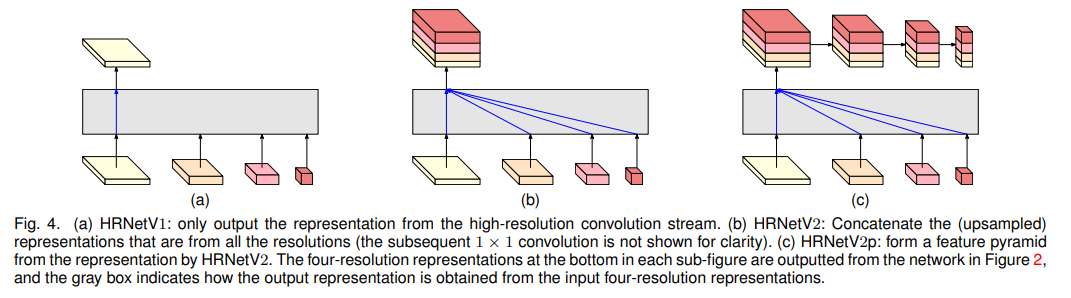 (a)
(b)
(c)
Fig. 4. (a) HRNetV1: only output the representation from the high-resolution convolution stream. (b) HRNetV2: Concatenate the (upsampled)
representations that are from all the resolutions (the subsequent 1 × 1 convolution is not shown for clarity). (c) HRNetV2p: form a feature pyramid
from the representation by HRNetV2. The four-resolution representations at the bottom in each sub-figure are outputted from the network in Figure 2,
and the gray box indicates how the output representation is obtained from the input four-resolution representations.